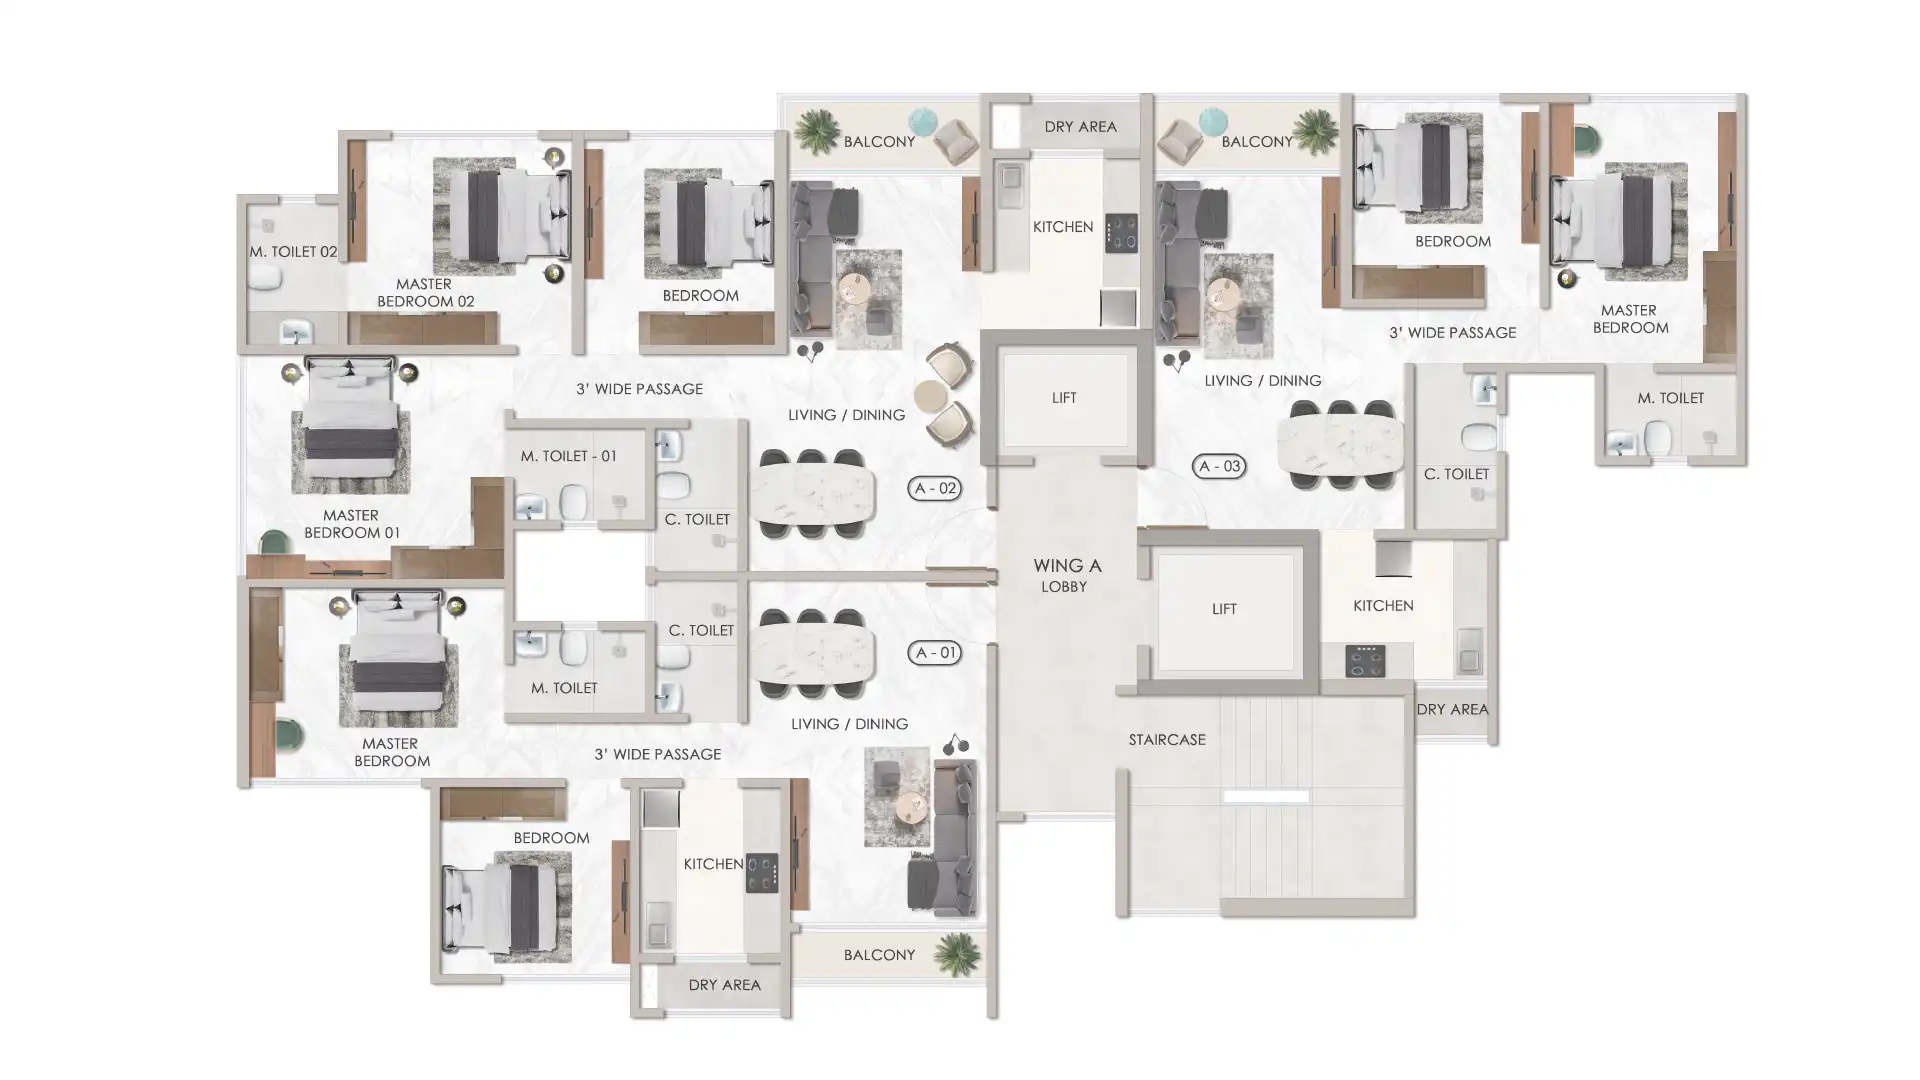 DRY AREA
BALCONY
BALCONY
KITCHEN
BEDROOM
M. TOILET 02
MASTER
BEDROOM 02
BEDROOM
MASTER
BEDROOM
3' WIDE PASSAGE
3' WIDE PASSAGE
LIVING / DINING
LIFT
LIVING / DINING
M. TOILET
M. TOILET - 01
A - 02
A - 03
C. TOILET
MASTER
BEDROOM 01
C. TOILET
WING A
LOBBY
LIFT
KITCHEN
C. TOILET
A - 01
M. TOILET
LIVING / DINING
DRY AREA
MASTER
BEDROOM
3' WIDE PASSAGE
STAIRCASE
BEDROOM
KITCHEN
BALCONY
DRY AREA